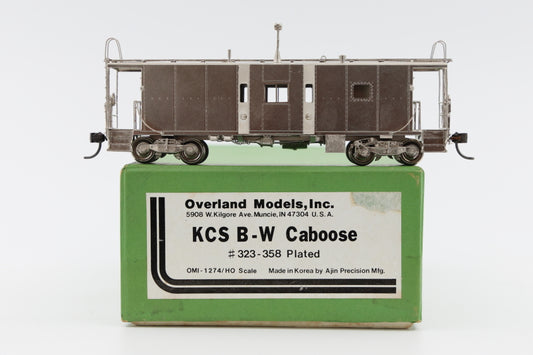 Overland Models, Inc.
5908 W. Kilgore Ave. Muncie, IN 47304 U.S.A.
KCS B-W Caboose
#323-358 Plated
OMI-1274/HO Scale Made in Korea by Ajin Precision Mfg.